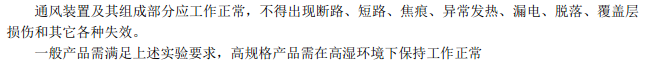 通风装置及其组成部分应工作正常，不得出现断路、短路、焦痕、异常发热、漏电、脱落、覆盖层
损伤和其它各种失效。
一般产品需满足上述实验要求，高规格产品需在高湿环境下保持工作正常